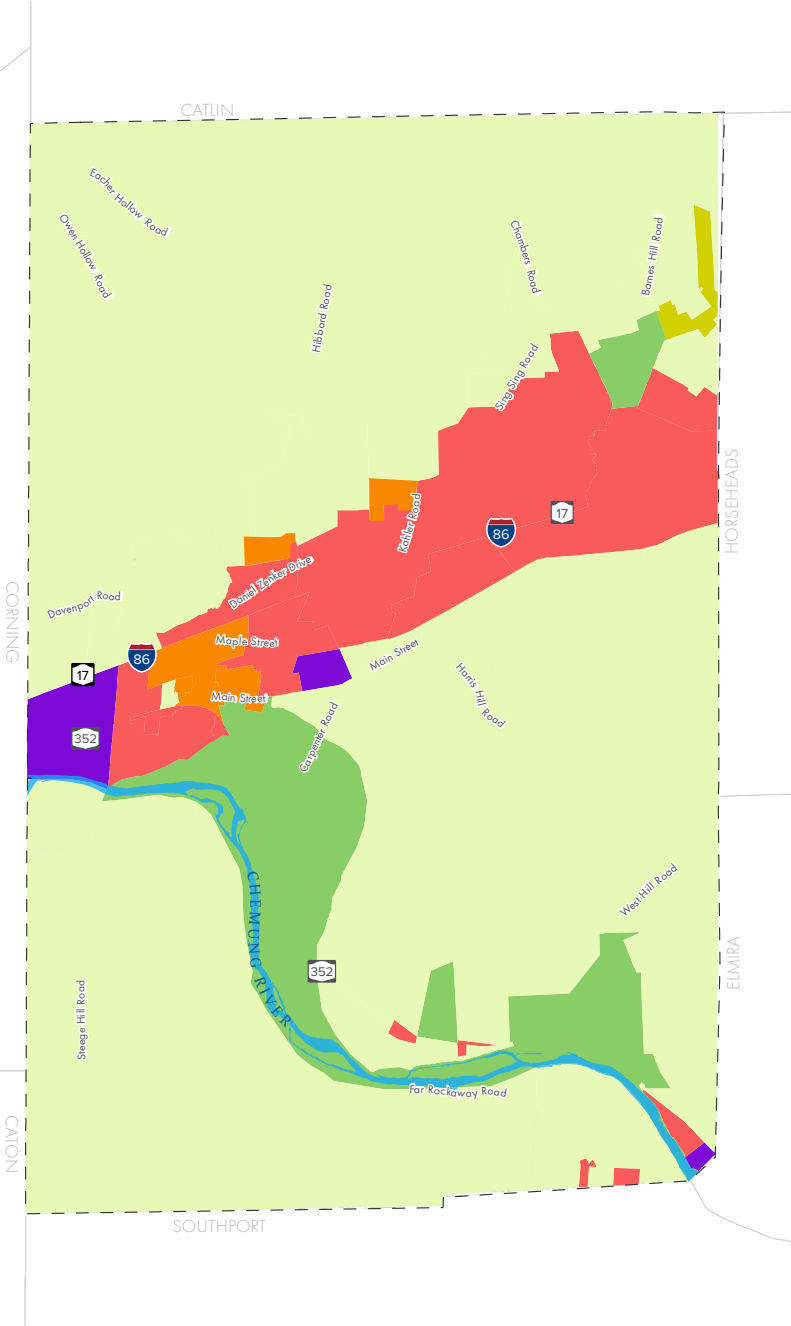 CATLIN
Eacher Hollow Road
Owen Hollow Road
Chambers Road
Barnes Hill Road
Hibbard Road
Sing Sing Road
HORSEHEADS
17
86
Kahler Road
Daniel Zenker Drive
Davenport Road
CORNING
Maple Street
86
17
Main Street
Harris Hill Road
Main Street
352
Carpenter Road
West Hill Road
CHEMUNG RIVER
ELMIRA
352
Steege Hill Road
Far Rockaway Road
CATON
SOUTHPORT